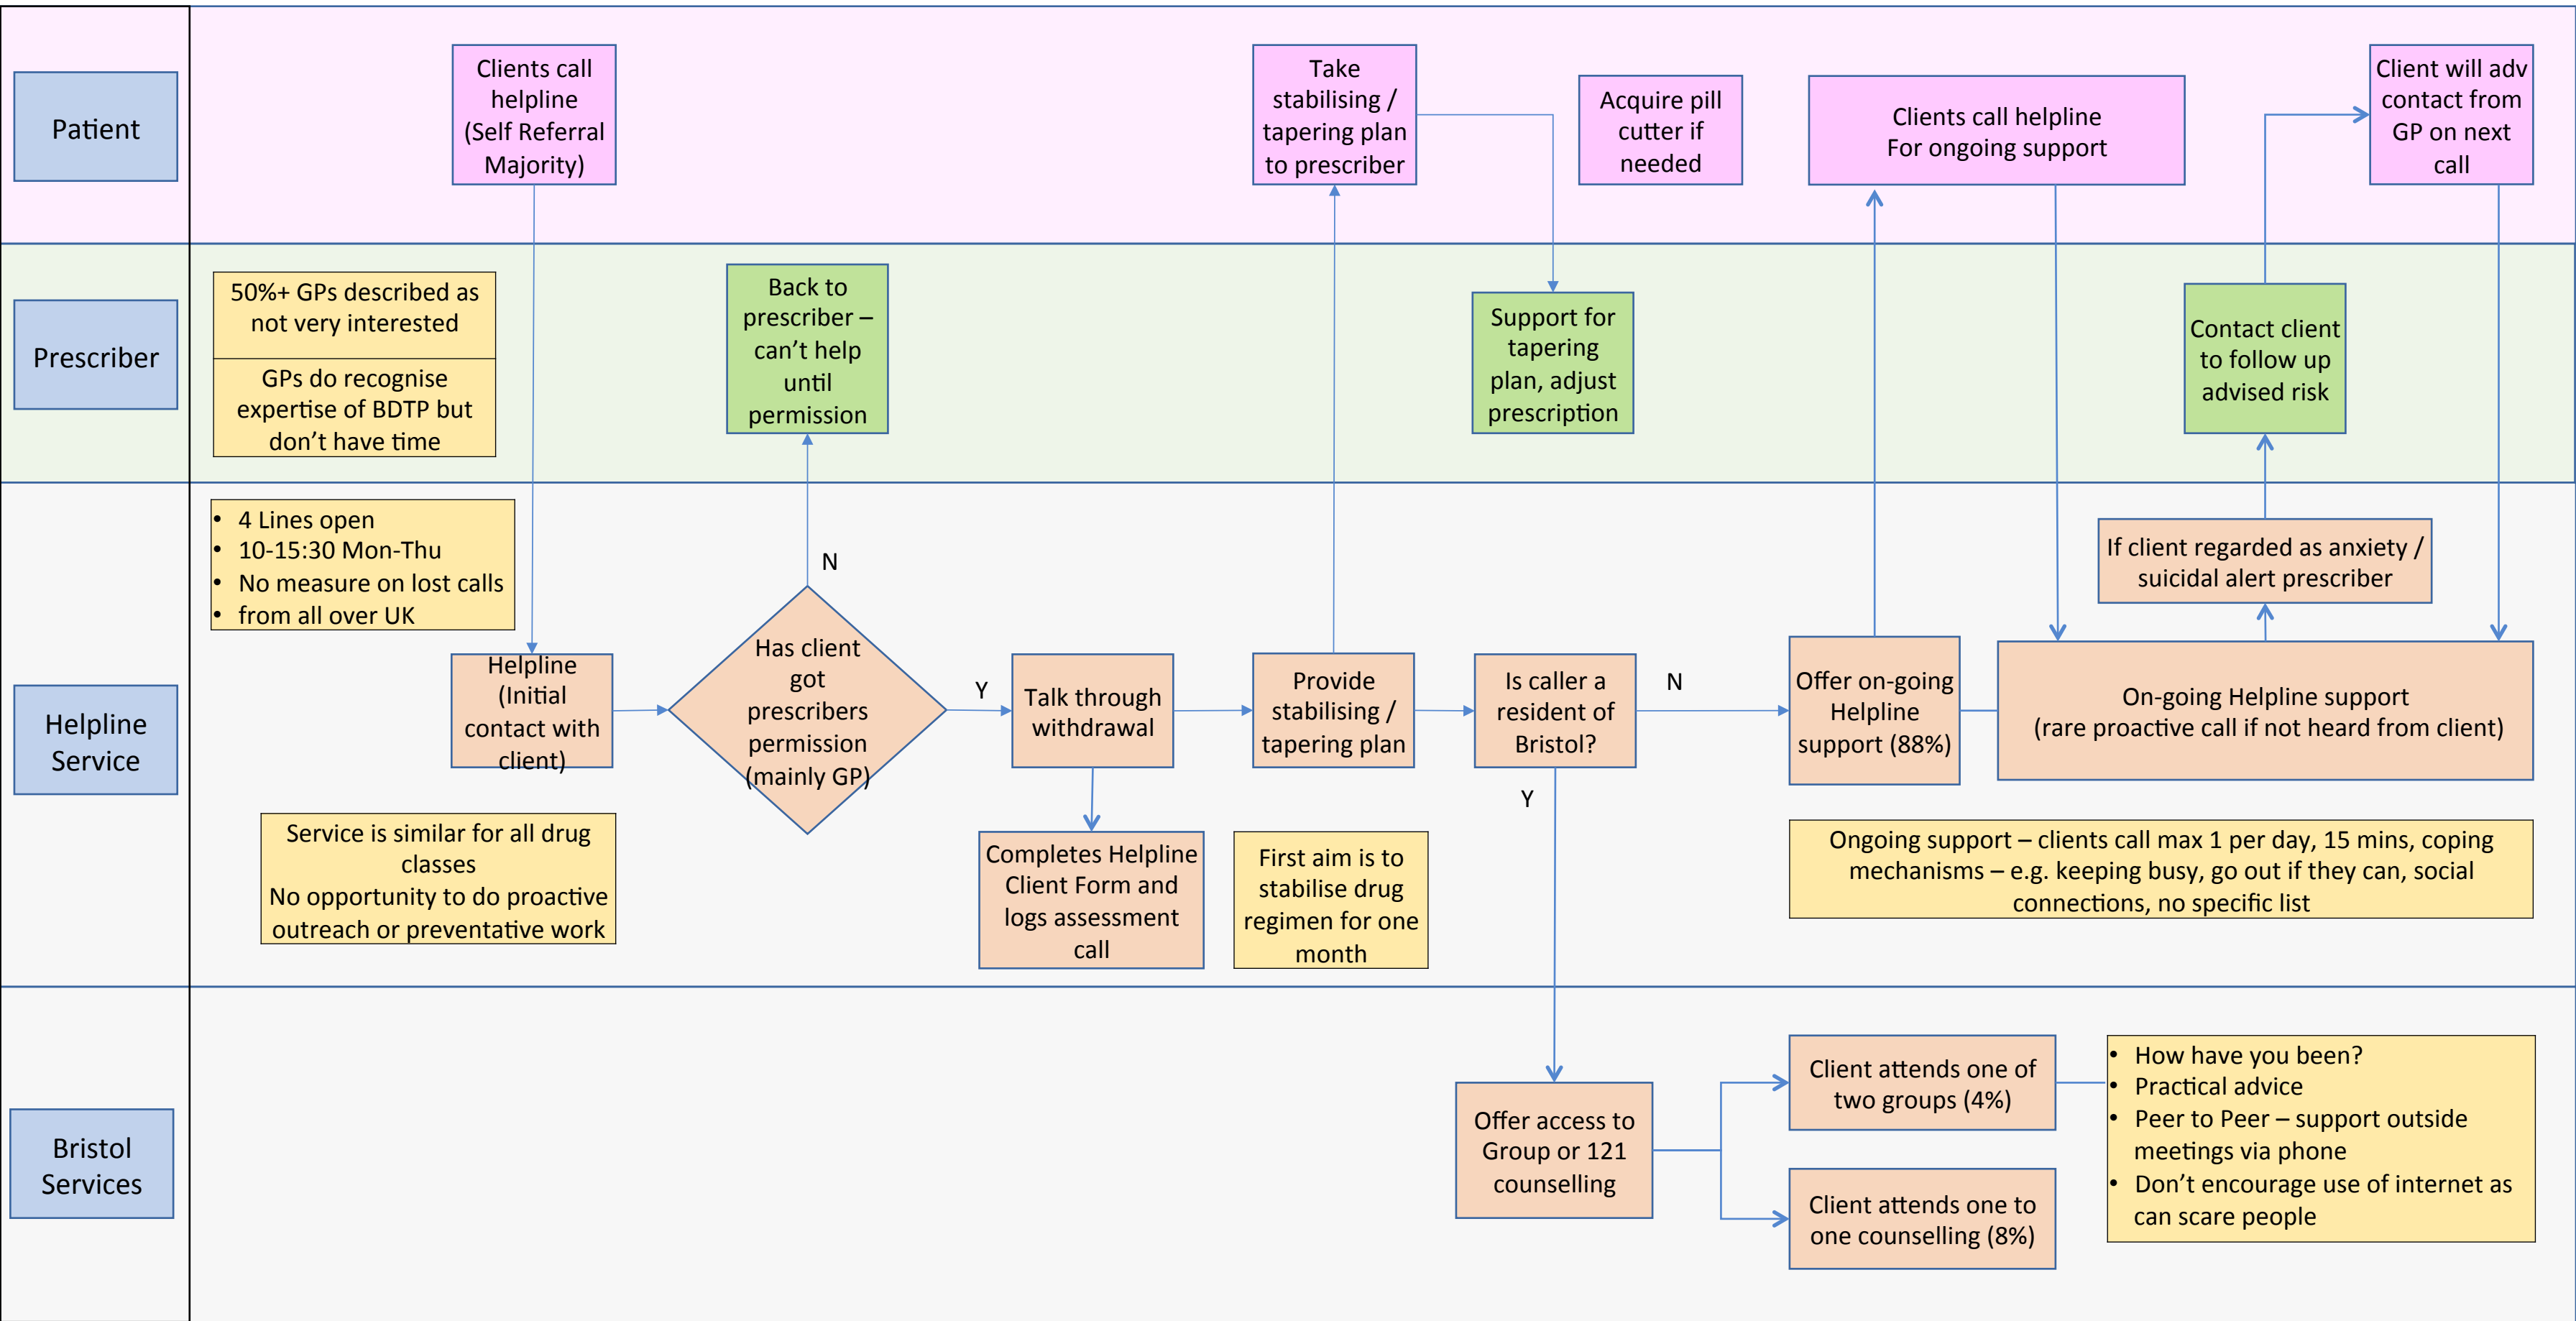 Patient
Clients call
helpline
(Self Referral
Majority)
Take
stabilising /
tapering plan
to prescriber
Acquire pill
cutter if
needed
Clients call helpline
For ongoing support
Client will adv
contact from
GP on next
call
Prescriber
50%+ GPs described as
not very interested
GPs do recognise
expertise of BDTP but
don't have time
Back to
prescriber –
can't help
until
permission
Support for
tapering
plan, adjust
prescription
Contact client
to follow up
advised risk
Helpline
Service
• 4 Lines open
• 10-15:30 Mon-Thu
• No measure on lost calls
• from all over UK
Helpline
(Initial
contact with
client)
N
Has client
got
prescribers
permission
(mainly GP)
Y
Talk through
withdrawal
Provide
stabilising /
tapering plan
Is caller a
resident of
Bristol?
N
Y
Offer on-going
Helpline
support (88%)
If client regarded as anxiety /
suicidal alert prescriber
On-going Helpline support
(rare proactive call if not heard from client)
Service is similar for all drug
classes
No opportunity to do proactive
outreach or preventative work
Completes Helpline
Client Form and
logs assessment
call
First aim is to
stabilise drug
regimen for one
month
Ongoing support – clients call max 1 per day, 15 mins, coping
mechanisms – e.g. keeping busy, go out if they can, social
connections, no specific list
Bristol
Services
Offer access to
Group or 121
counselling
Client attends one of
two groups (4%)
Client attends one to
one counselling (8%)
• How have you been?
• Practical advice
• Peer to Peer – support outside
meetings via phone
• Don't encourage use of internet as
can scare people